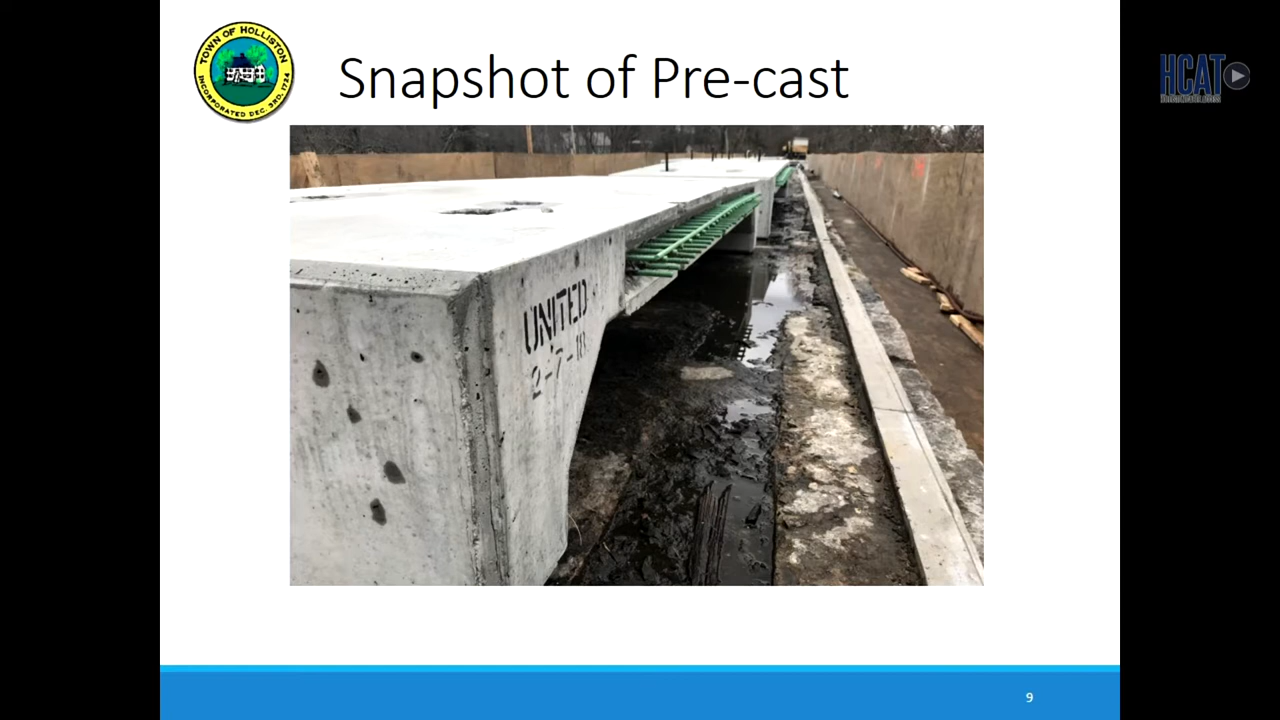 TOWN OF HOLLISTON
INCORPORATED DEC. 3RD, 1724
Snapshot of Pre-cast
HCAT
UNITED
2-7-18
9